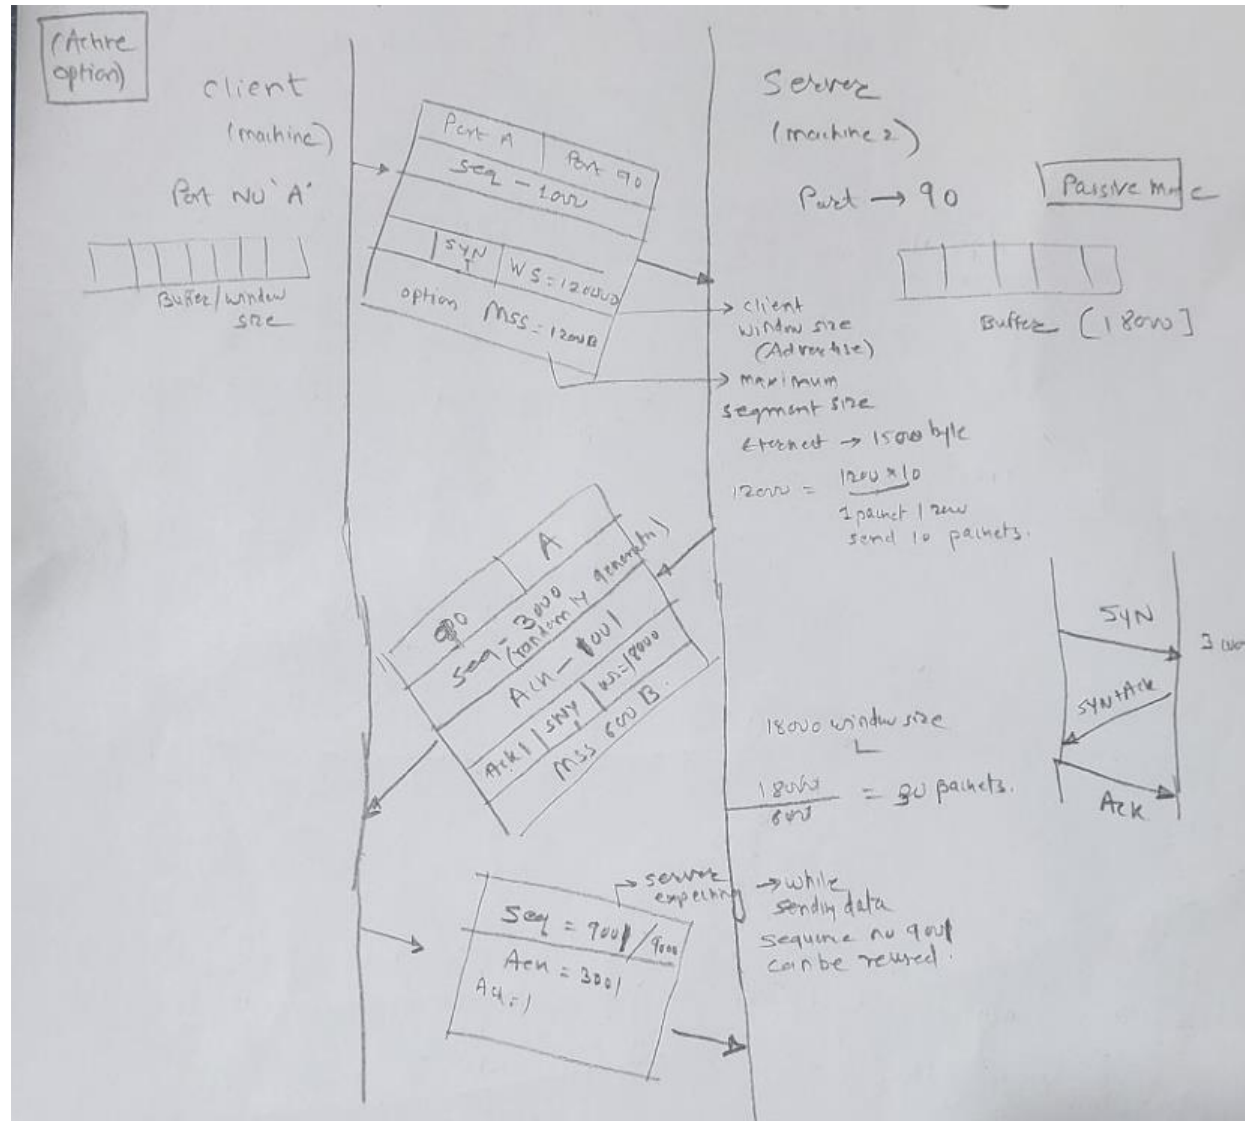 (Active
option)
client
(machine)
Port NO 'A'
Buffer/window
size
Port A | Port 90
Seq - 1000
SYN
1
WS = 12000
option MSS = 1200B
Server
(machine 2)
Port → 90
Passive mode
Buffer [18000]
→ client
window size
(Advertise)
→ maximum
segment size
Eternet → 1500 byte
12000 = 1200 * 10
1 packet 1200
send 10 packets.
90 | A
Seq = 3000
(randomly generated)
Ack - 1001
Ack 1 | SNY | WS = 18000
MSS 600 B.
18000 window size
18000
600
= 30 packets.
SYN
3
SYN + Ack
Ack
→ server
expecting
→ while
sending data
sequence no 9001
can be reused.
Seq = 9001 / 9000
Ack = 3001
Ack = 1